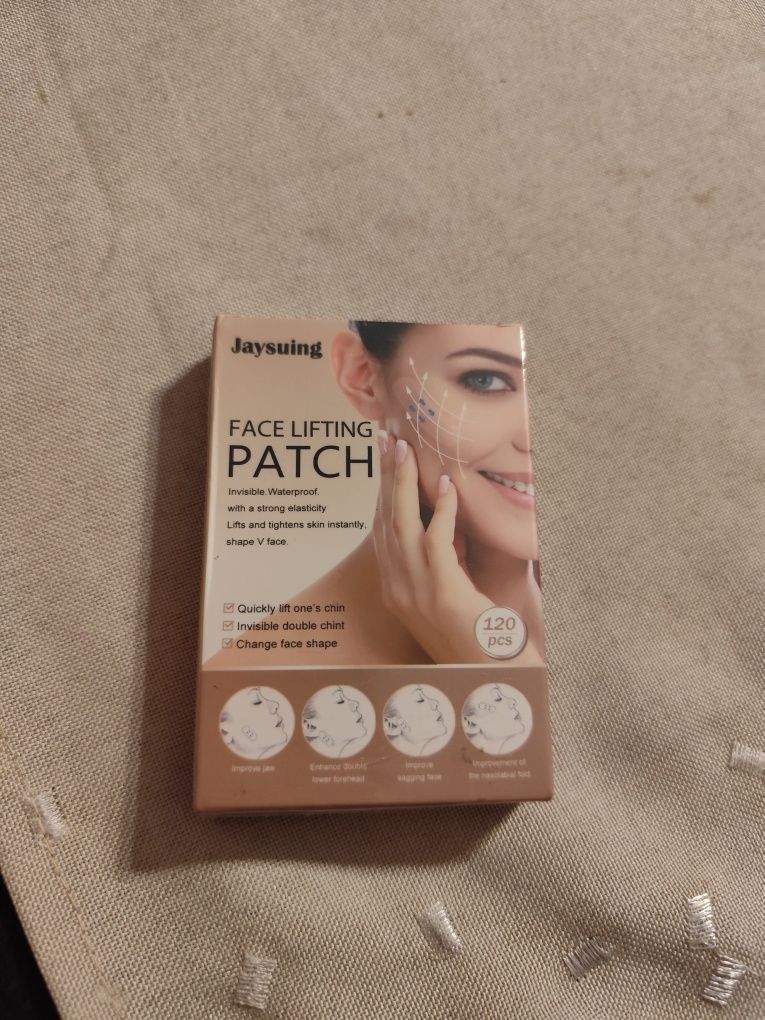 Jaysuing
FACE LIFTING
PATCH
Invisible.Waterproof.
with a strong elasticity
Lifts and tightens skin instantly,
shape V face.
Quickly lift one's chin
Invisible double chint
Change face shape
120
pcs
Improve jaw
Enhance double
lower forehead
Improve
sagging face
Improvement of
the nasolabial fold